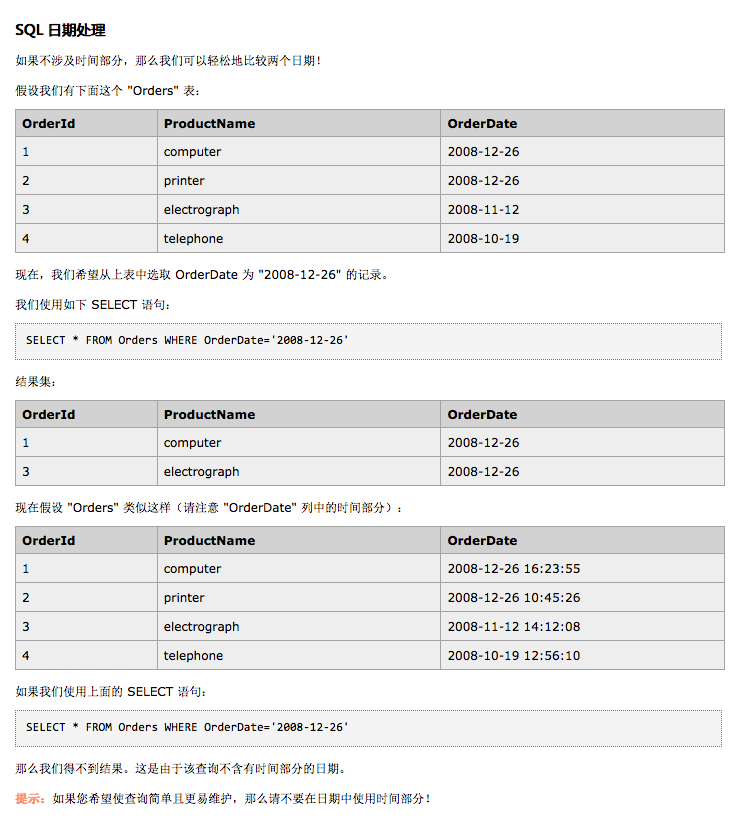 SQL 日期处理
如果不涉及时间部分，那么我们可以轻松地比较两个日期！
假设我们有下面这个 "Orders" 表：
OrderId ProductName OrderDate
1 computer 2008-12-26
2 printer 2008-12-26
3 electrograph 2008-11-12
4 telephone 2008-10-19
现在，我们希望从上表中选取 OrderDate 为 "2008-12-26" 的记录。
我们使用如下 SELECT 语句：
SELECT * FROM Orders WHERE OrderDate='2008-12-26'
结果集：
OrderId ProductName OrderDate
1 computer 2008-12-26
3 electrograph 2008-12-26
现在假设 "Orders" 类似这样（请注意 "OrderDate" 列中的时间部分）：
OrderId ProductName OrderDate
1 computer 2008-12-26 16:23:55
2 printer 2008-12-26 10:45:26
3 electrograph 2008-11-12 14:12:08
4 telephone 2008-10-19 12:56:10
如果我们使用上面的 SELECT 语句：
SELECT * FROM Orders WHERE OrderDate='2008-12-26'
那么我们得不到结果。这是由于该查询不含有时间部分的日期。
提示：如果您希望使查询简单且更易维护，那么请不要在日期中使用时间部分！